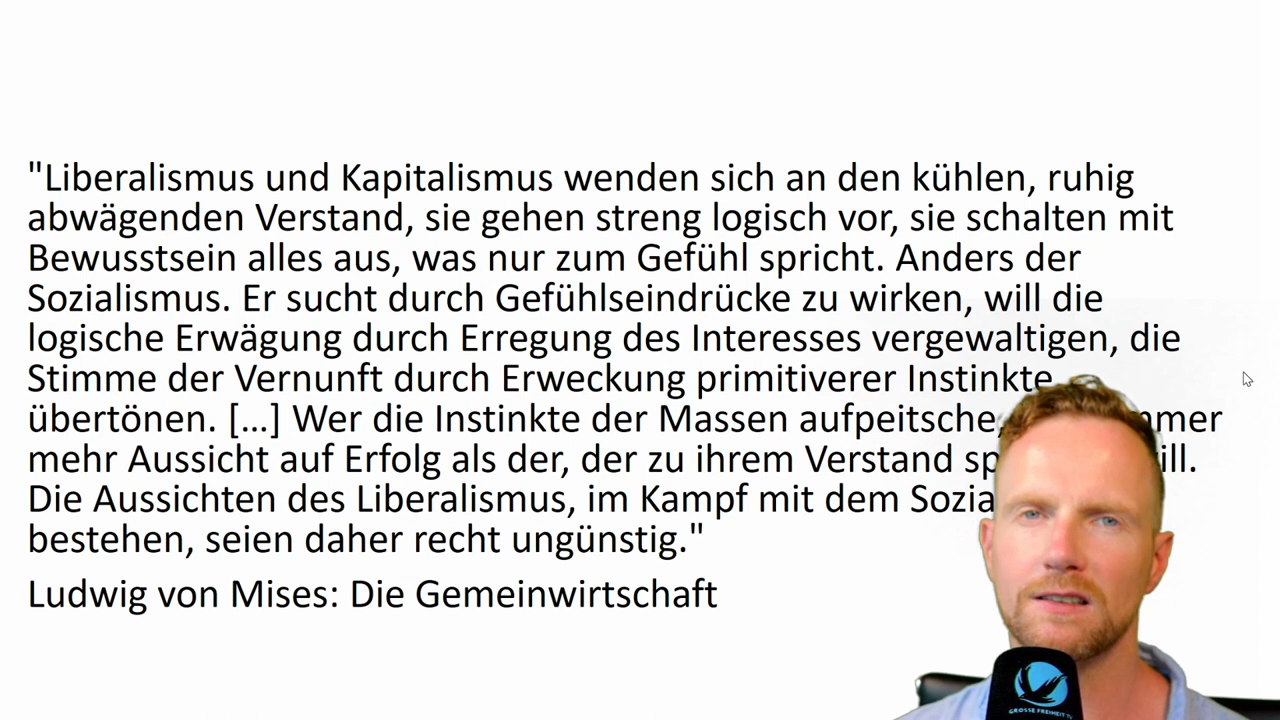 "Liberalismus und Kapitalismus wenden sich an den kühlen, ruhig
abwägenden Verstand, sie gehen streng logisch vor, sie schalten mit
Bewusstsein alles aus, was nur zum Gefühl spricht. Anders der
Sozialismus. Er sucht durch Gefühlseindrücke zu wirken, will die
logische Erwägung durch Erregung des Interesses vergewaltigen, die
Stimme der Vernunft durch Erweckung primitiverer Instinkte
übertönen. [...] Wer die Instinkte der Massen aufpeitsche,
mehr Aussicht auf Erfolg als der, der zu ihrem Verstand
Die Aussichten des Liberalismus, im Kampf mit dem
bestehen, seien daher recht ungünstig."
Ludwig von Mises: Die Gemeinwirtschaft
GROSSE FREIHEIT TV